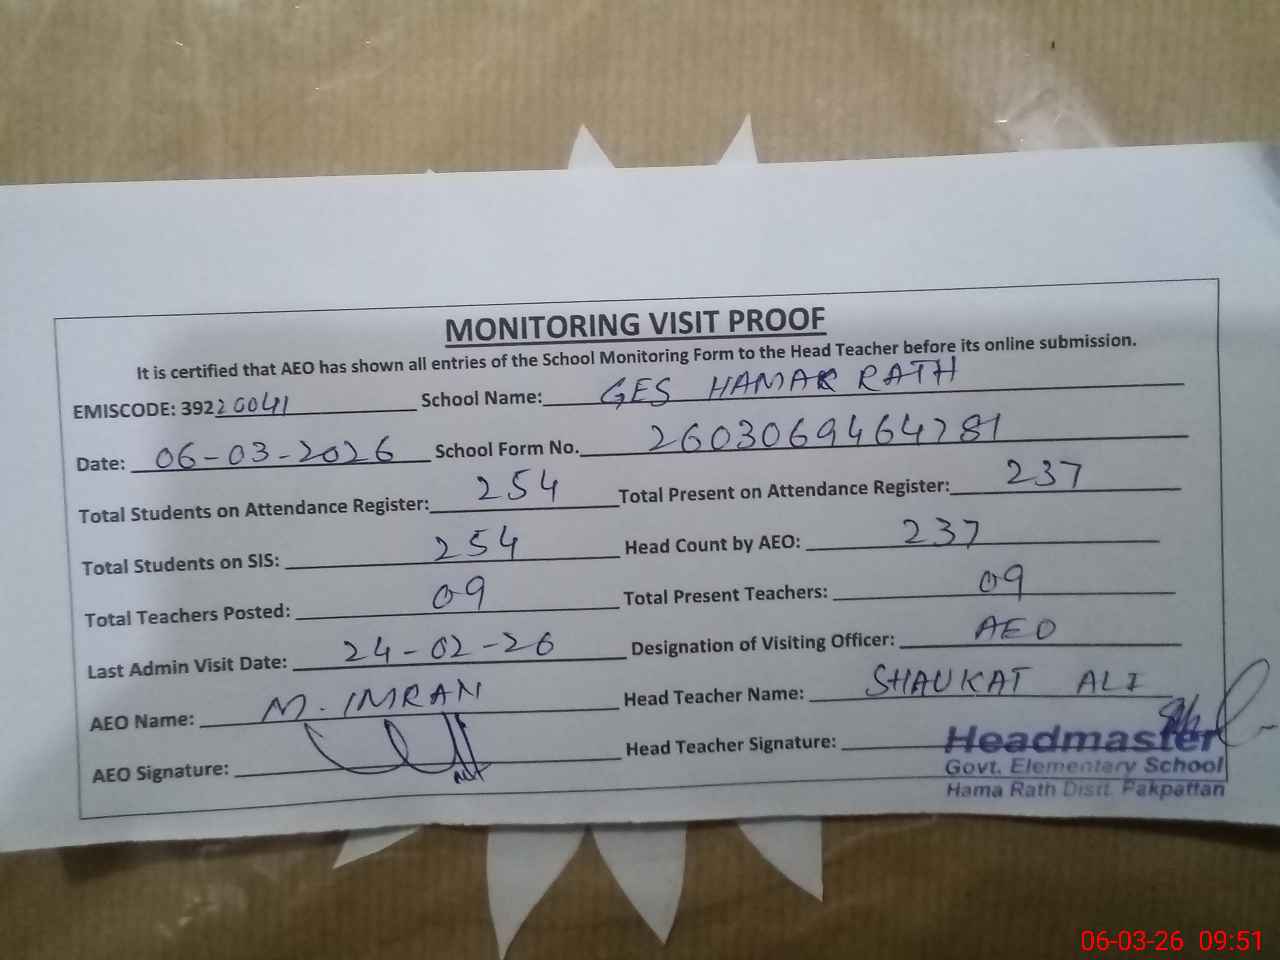 MONITORING VISIT PROOF
It is certified that AEO has shown all entries of the School Monitoring Form to the Head Teacher before its online submission.
EMISCODE: 39220041 School Name: GES HAMAR RATH
Date: 06-03-2026 School Form No. 2603069464781
Total Students on Attendance Register: 254 Total Present on Attendance Register: 237
Total Students on SIS: 254 Head Count by AEO: 237
Total Teachers Posted: 09 Total Present Teachers: 09
Last Admin Visit Date: 24-02-26 Designation of Visiting Officer: AEO
AEO Name: M. IMRAN Head Teacher Name: SHAUKAT ALI
AEO Signature: Head Teacher Signature:
Headmaster
Govt. Elementary School
Hama Rath Distt. Pakpattan
06-03-26 09:51